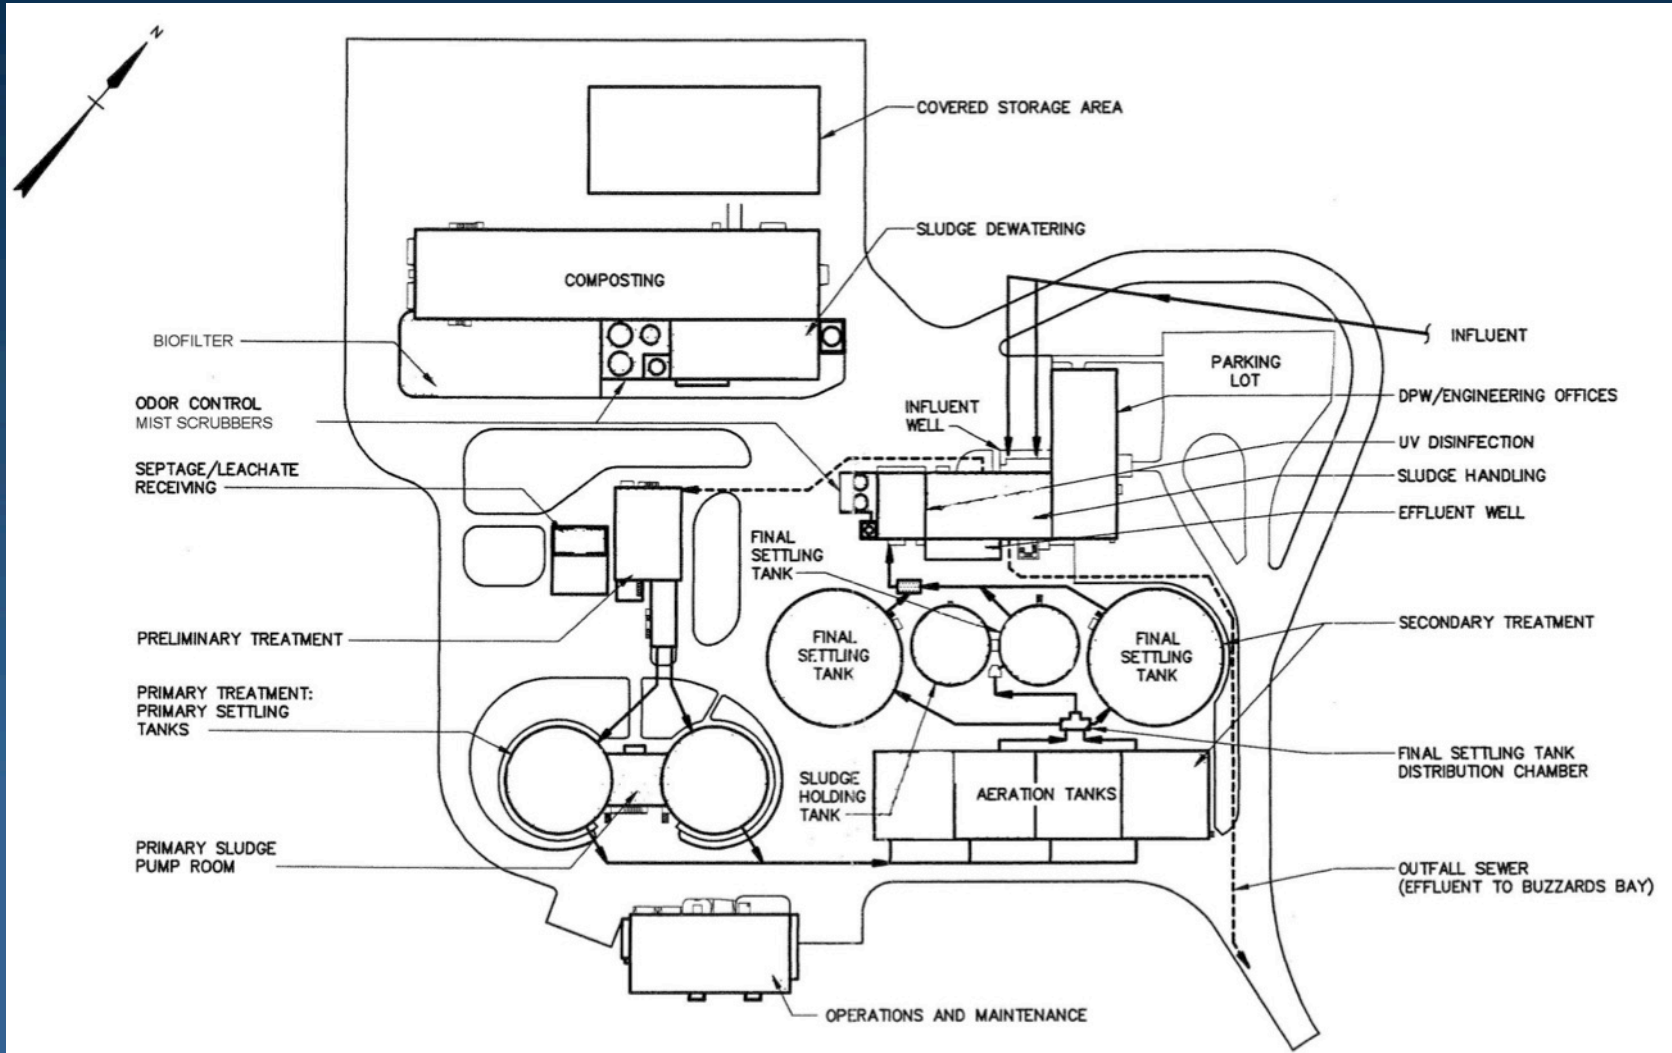 N
COVERED STORAGE AREA
SLUDGE DEWATERING
COMPOSTING
INFLUENT
BIOFILTER
PARKING
LOT
ODOR CONTROL
MIST SCRUBBERS
INFLUENT
WELL
DPW/ENGINEERING OFFICES
UV DISINFECTION
SEPTAGE/LEACHATE
RECEIVING
SLUDGE HANDLING
EFFLUENT WELL
FINAL
SETTLING
TANK
PRELIMINARY TREATMENT
FINAL
SETTLING
TANK
FINAL
SETTLING
TANK
SECONDARY TREATMENT
PRIMARY TREATMENT:
PRIMARY SETTLING
TANKS
SLUDGE
HOLDING
TANK
AERATION TANKS
FINAL SETTLING TANK
DISTRIBUTION CHAMBER
PRIMARY SLUDGE
PUMP ROOM
OUTFALL SEWER
(EFFLUENT TO BUZZARDS BAY)
OPERATIONS AND MAINTENANCE